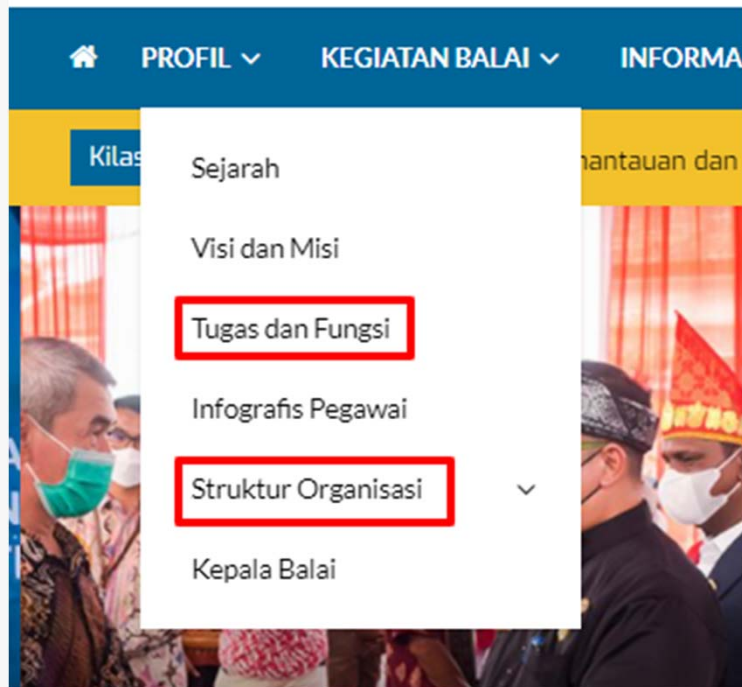 PROFIL
KEGIATAN BALAI
INFORMA
Kilas
nantauan dan
Sejarah
Visi dan Misi
Tugas dan Fungsi
Infografis Pegawai
Struktur Organisasi
Kepala Balai